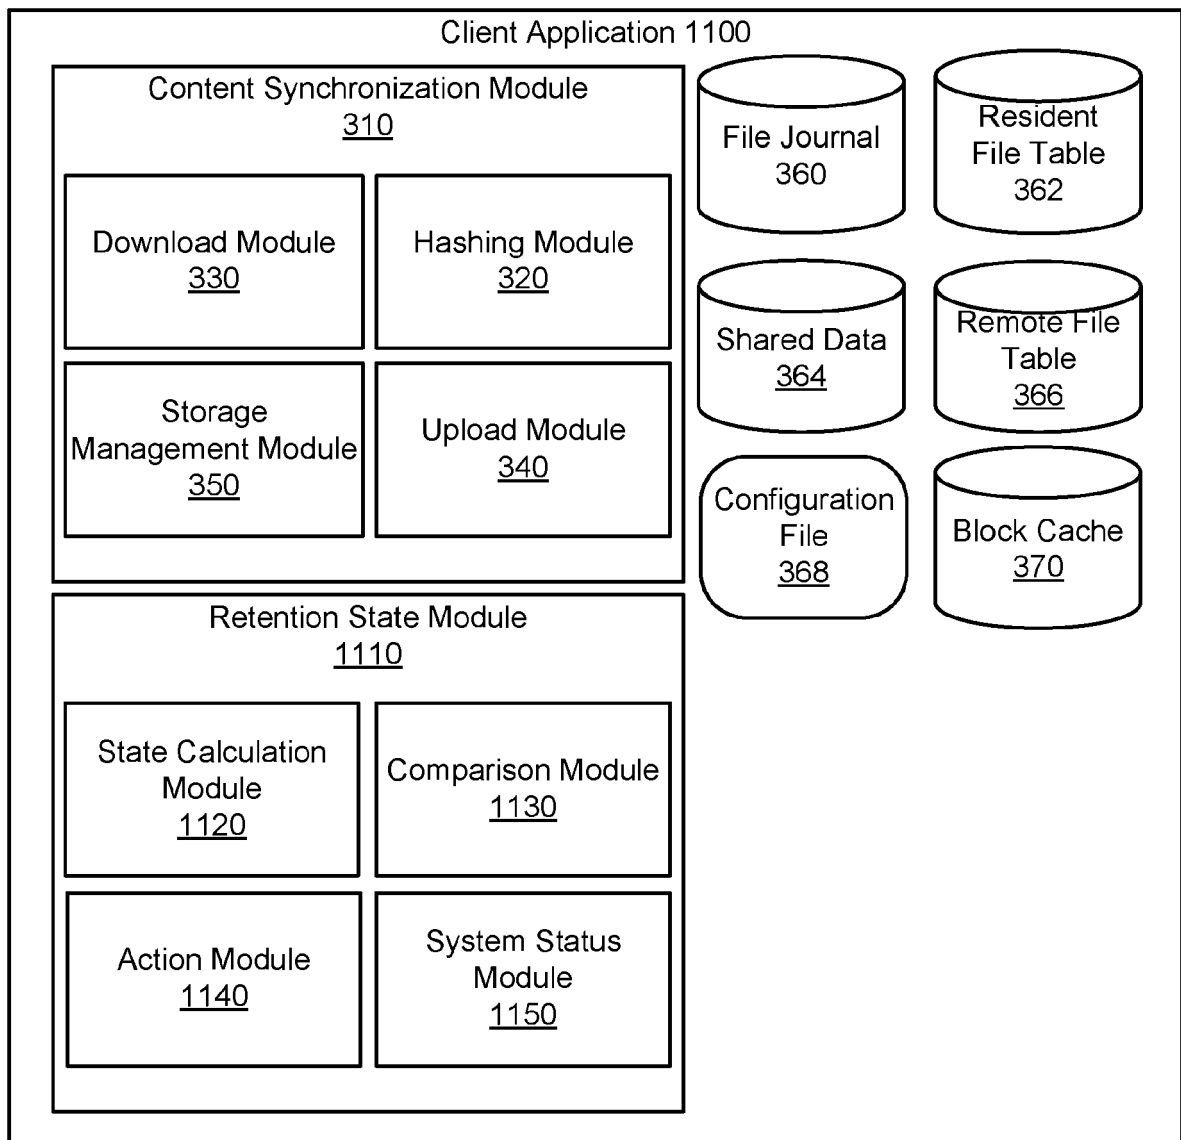 Client Application 1100
Content Synchronization Module
310
Download Module
330
Hashing Module
320
Storage
Management Module
350
Upload Module
340
File Journal
360
Resident
File Table
362
Shared Data
364
Remote File
Table
366
Configuration
File
368
Block Cache
370
Retention State Module
1110
State Calculation
Module
1120
Comparison Module
1130
Action Module
1140
System Status
Module
1150